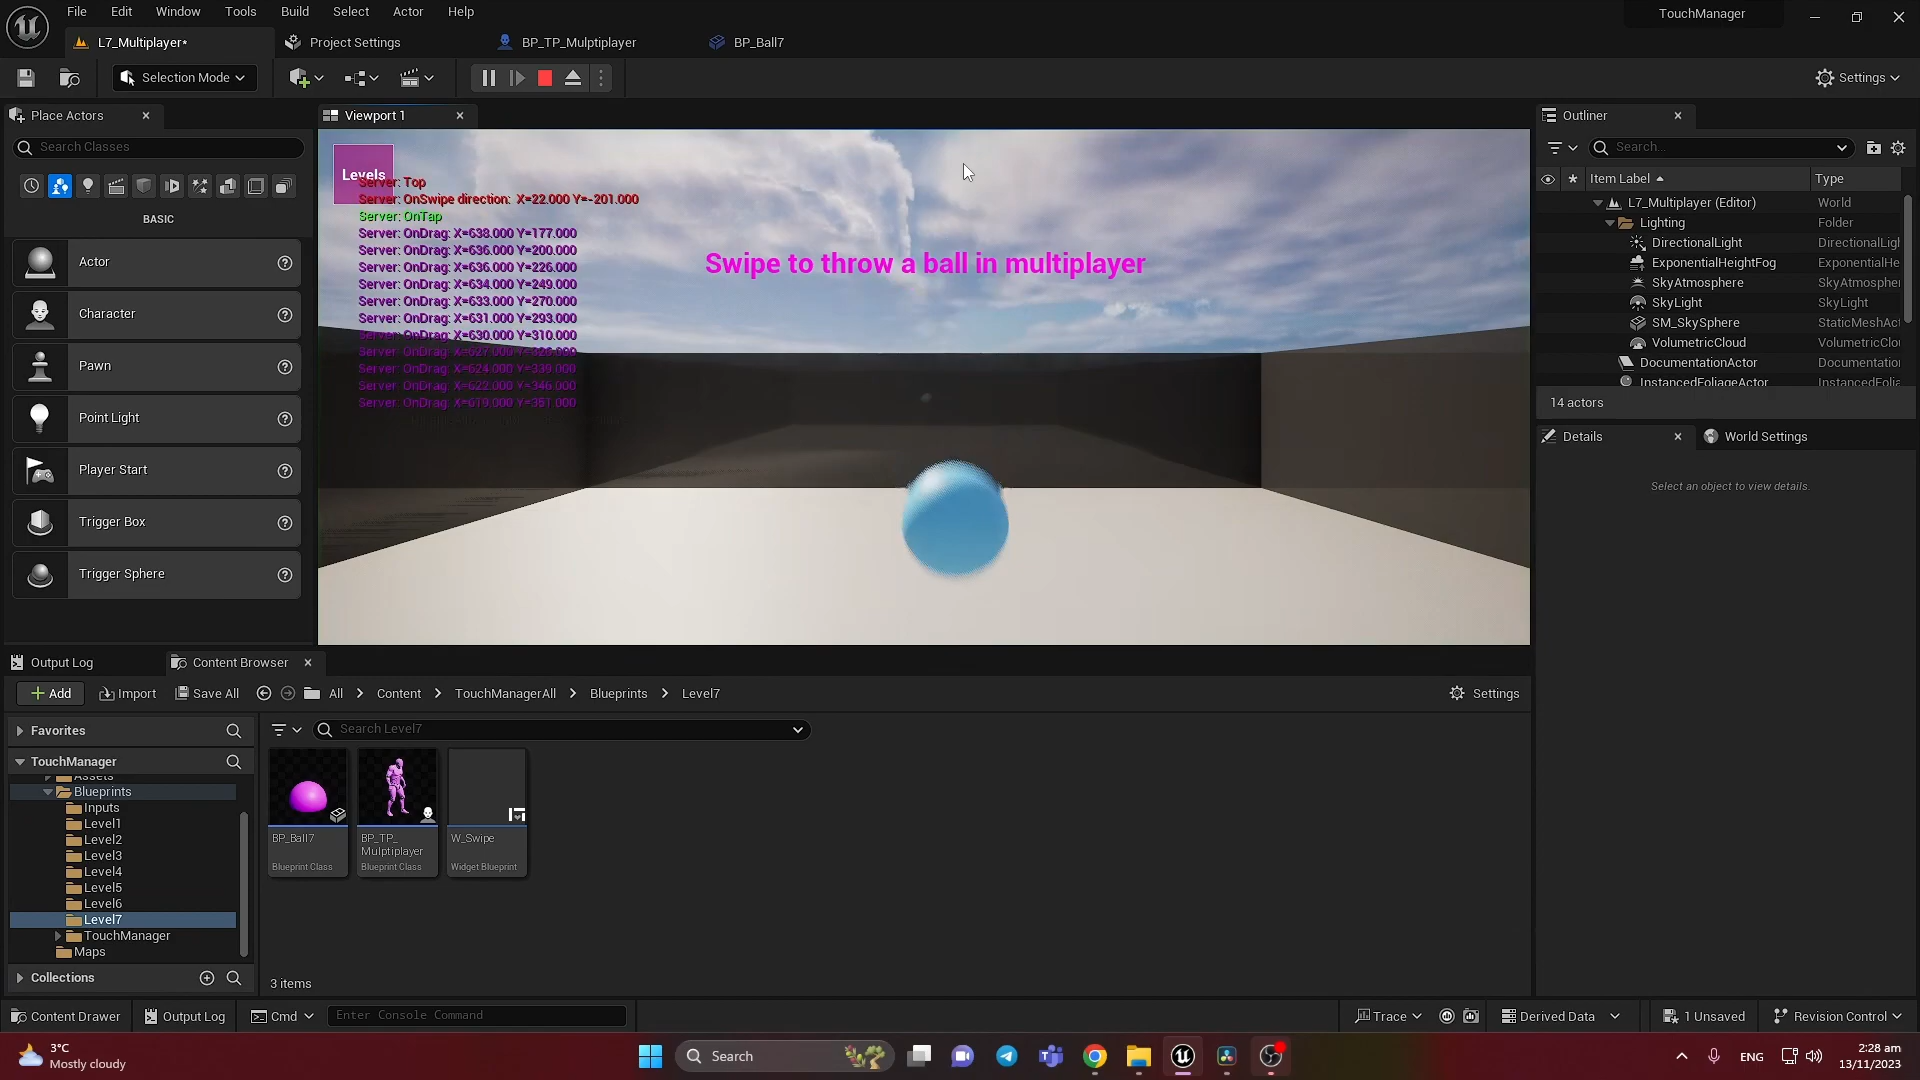 File Edit Window Tools Build Select Actor Help
TouchManager
L7_Multiplayer*
Project Settings
BP_TP_Mulptiplayer
BP_Ball7
Selection Mode
Settings
Place Actors
Search Classes
BASIC
Actor
Character
Pawn
Point Light
Player Start
Trigger Box
Trigger Sphere
Viewport 1
Levels
Server: Top
Server: OnSwipe direction: X=22.000 Y=-201.000
Server: OnTap
Server: OnDrag: X=638.000 Y=177.000
Server: OnDrag: X=636.000 Y=200.000
Server: OnDrag: X=636.000 Y=226.000
Server: OnDrag: X=634.000 Y=249.000
Server: OnDrag: X=633.000 Y=270.000
Server: OnDrag: X=631.000 Y=293.000
Server: OnDrag: X=630.000 Y=310.000
Server: OnDrag: X=627.000 Y=326.000
Server: OnDrag: X=624.000 Y=339.000
Server: OnDrag: X=622.000 Y=346.000
Server: OnDrag: X=619.000 Y=351.000
Swipe to throw a ball in multiplayer
Outliner
Search...
Item Label Type
L7_Multiplayer (Editor) World
Lighting Folder
DirectionalLight DirectionalLigh
ExponentialHeightFog ExponentialHe
SkyAtmosphere SkyAtmospher
SkyLight SkyLight
SM_SkySphere StaticMeshAct
VolumetricCloud VolumetricClou
DocumentationActor Documentatio
InstancedFoliageActor InstancedFolia
14 actors
Details
World Settings
Select an object to view details.
Output Log
Content Browser
Add Import Save All All Content TouchManagerAll Blueprints Level7
Settings
Favorites
TouchManager
Assets
Blueprints
Inputs
Level1
Level2
Level3
Level4
Level5
Level6
Level7
TouchManager
Maps
Collections
Search Level7
BP_Ball7
Blueprint Class
BP_TP_
Mulptiplayer
Blueprint Class
W_Swipe
Widget Blueprint
3 items
Content Drawer Output Log Cmd Enter Console Command
Trace Derived Data 1 Unsaved Revision Control
3°C
Mostly cloudy
Search
ENG
2:28 am
13/11/2023